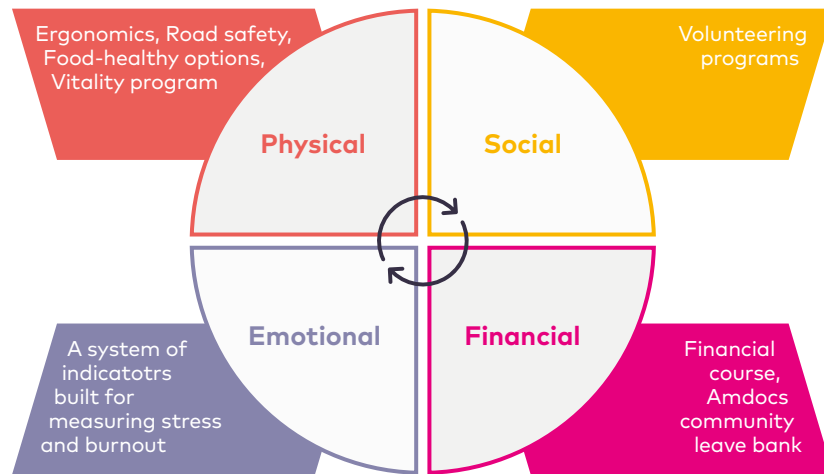 Ergonomics, Road safety,
Food-healthy options,
Vitality program
Volunteering
programs
Physical
Social
Emotional
Financial
A system of
indicatotrs
built for
measuring stress
and burnout
Financial
course,
Amdocs
community
leave bank